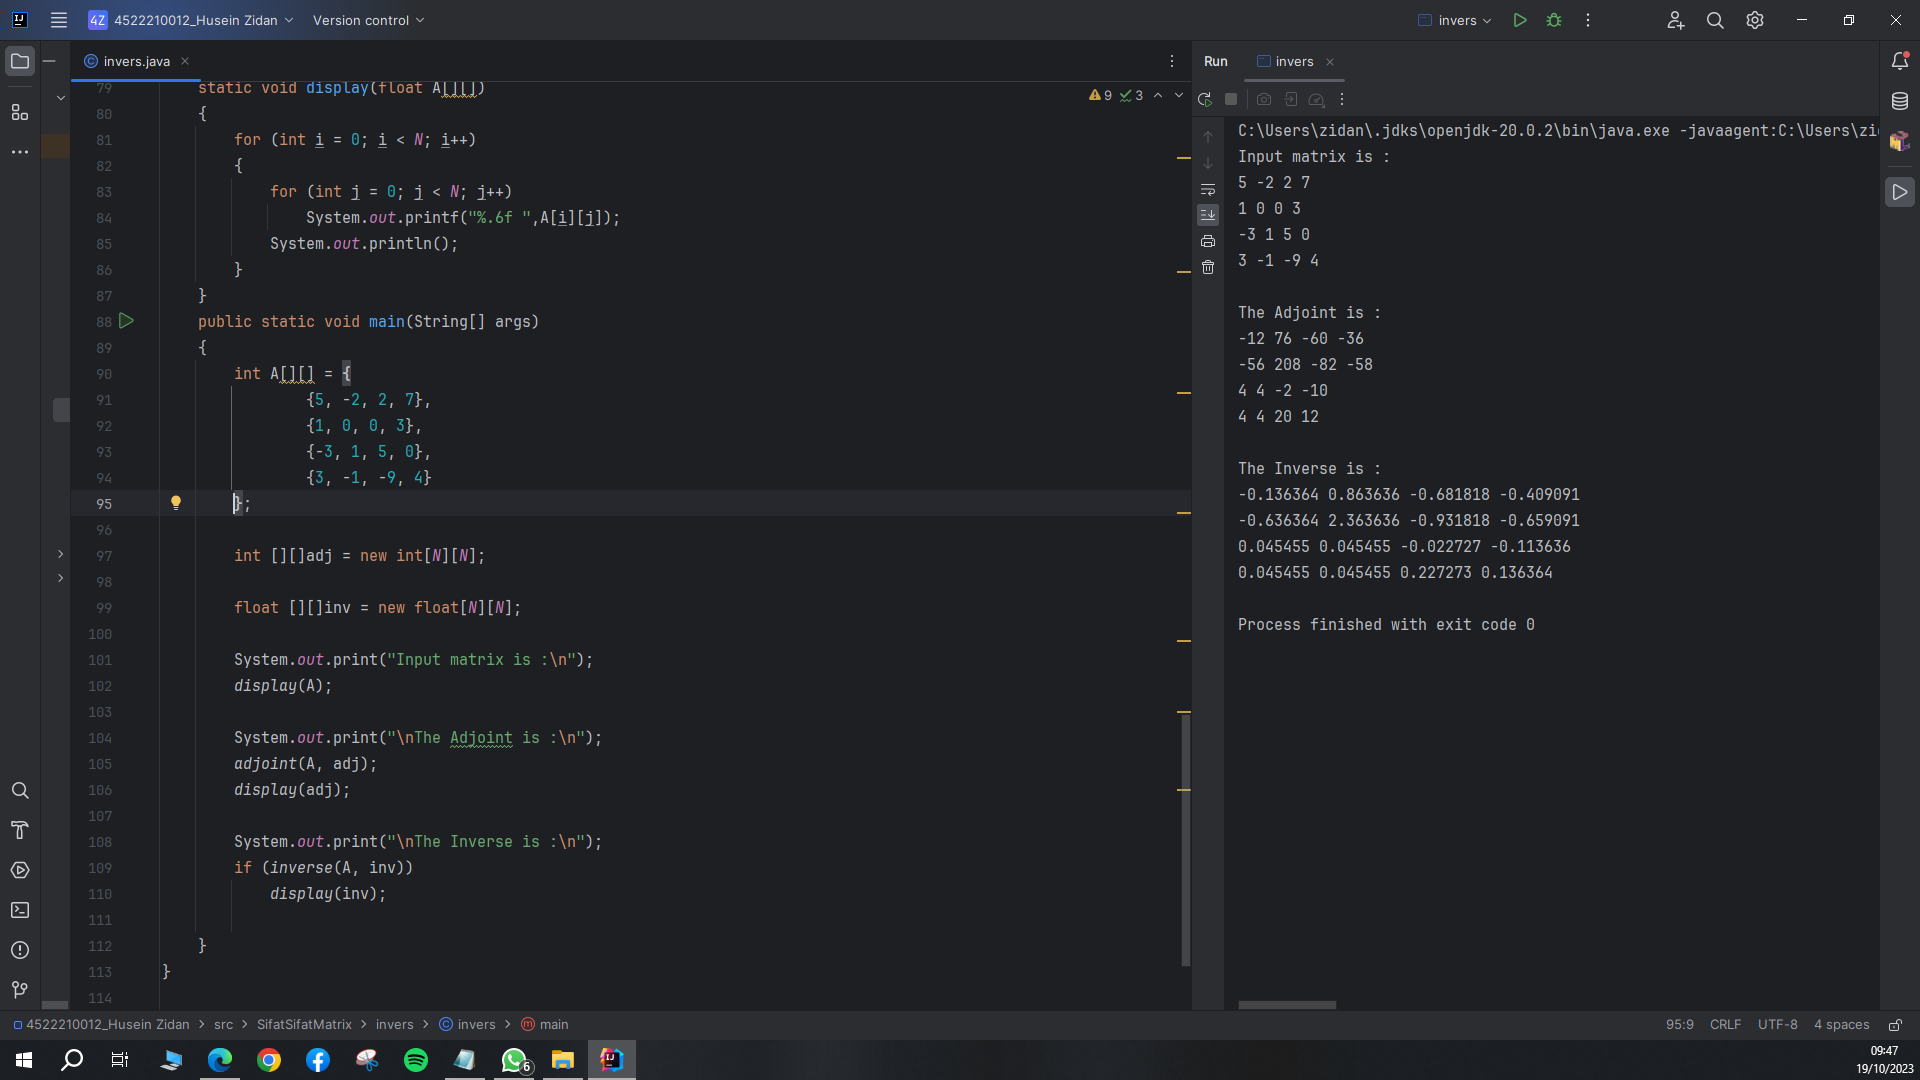 4Z 4522210012_Husein Zidan Version control invers
invers.java
9 3
79 static void display(float A[][])
80 {
81 for (int i = 0; i < N; i++)
82 {
83 for (int j = 0; j < N; j++)
84 System.out.printf("%.6f ",A[i][j]);
85 System.out.println();
86 }
87 }
88 public static void main(String[] args)
89 {
90 int A[][] = {
91 {5, -2, 2, 7},
92 {1, 0, 0, 3},
93 {-3, 1, 5, 0},
94 {3, -1, -9, 4}
95 };
96
97 int [][]adj = new int[N][N];
98
99 float [][]inv = new float[N][N];
100
101 System.out.print("Input matrix is :\n");
102 display(A);
103
104 System.out.print("\nThe Adjoint is :\n");
105 adjoint(A, adj);
106 display(adj);
107
108 System.out.print("\nThe Inverse is :\n");
109 if (inverse(A, inv))
110 display(inv);
111
112 }
113 }
114
Run invers
C:\Users\zidan\.jdks\openjdk-20.0.2\bin\java.exe -javaagent:C:\Users\zi
Input matrix is :
5 -2 2 7
1 0 0 3
-3 1 5 0
3 -1 -9 4
The Adjoint is :
-12 76 -60 -36
-56 208 -82 -58
4 4 -2 -10
4 4 20 12
The Inverse is :
-0.136364 0.863636 -0.681818 -0.409091
-0.636364 2.363636 -0.931818 -0.659091
0.045455 0.045455 -0.022727 -0.113636
0.045455 0.045455 0.227273 0.136364
Process finished with exit code 0
4522210012_Husein Zidan > src > SifatSifatMatrix > invers > invers > main
95:9 CRLF UTF-8 4 spaces
6
09:47
19/10/2023